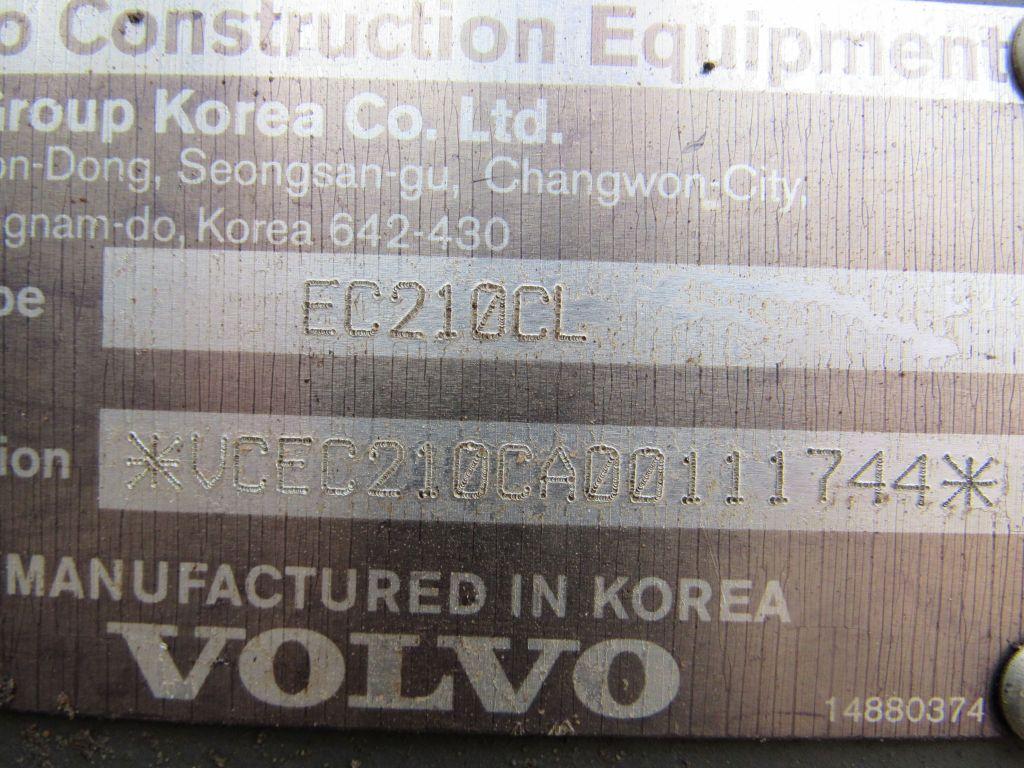 o Construction Equipment
Group Korea Co. Ltd.
on-Dong, Seongsan-gu, Changwon-City,
gnam-do, Korea 642-430
pe EC210CL
ion *VCEC210CA00111744*
MANUFACTURED IN KOREA
VOLVO
14880374